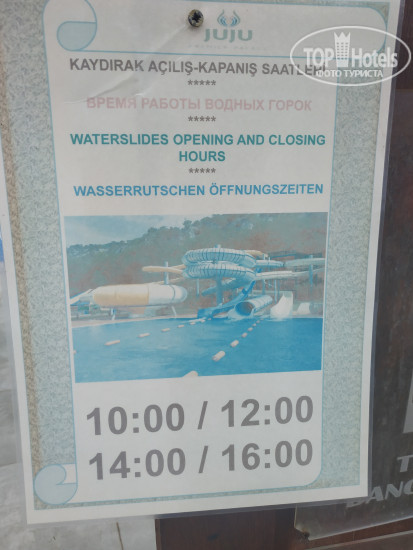 JUJU
TOP Hotels
ФОТО ТУРИСТА
KAYDIRAK AÇILIŞ-KAPANIŞ SAATLERİ
*****
ВРЕМЯ РАБОТЫ ВОДНЫХ ГОРОК
*****
WATERSLIDES OPENING AND CLOSING
HOURS
*****
WASSERRUTSCHEN ÖFFNUNGSZEITEN
10:00 / 12:00
14:00 / 16:00